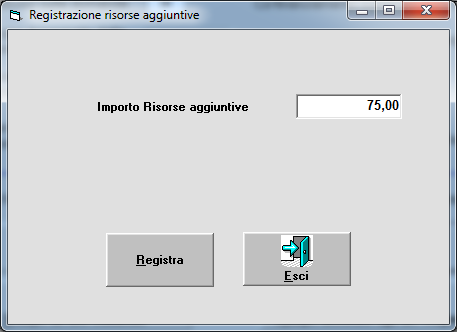 Registrazione risorse aggiuntive
Importo Risorse aggiuntive 75,00
Registra
Esci